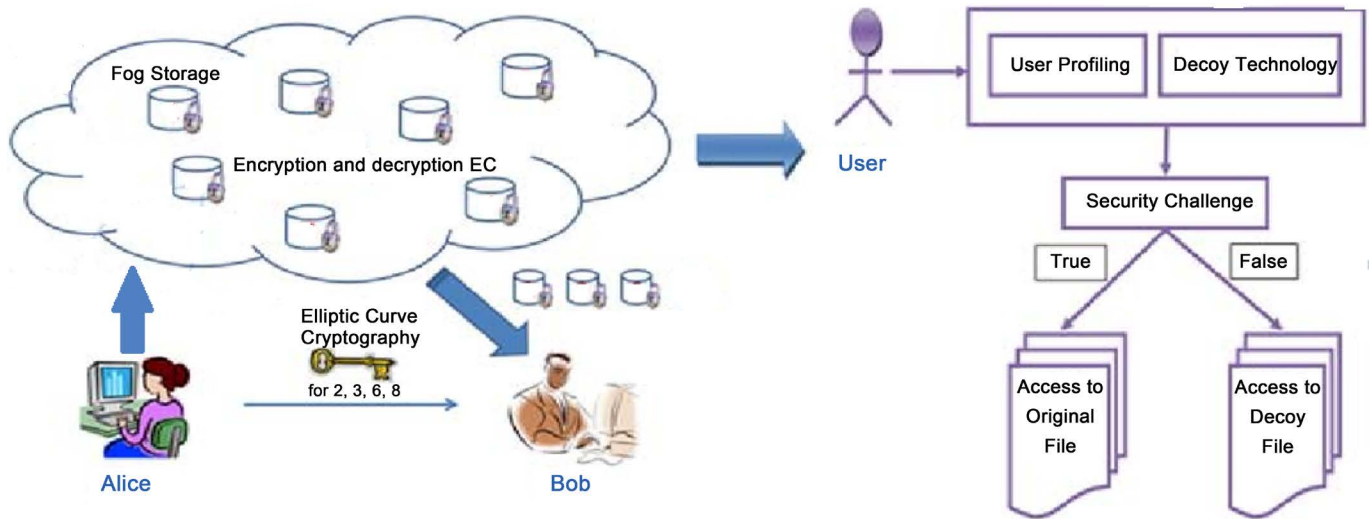 Fog Storage
Encryption and decryption EC
Elliptic Curve
Cryptography
for 2, 3, 6, 8
Alice
Bob
User
User Profiling
Decoy Technology
Security Challenge
True
False
Access to
Original
File
Access to
Decoy
File